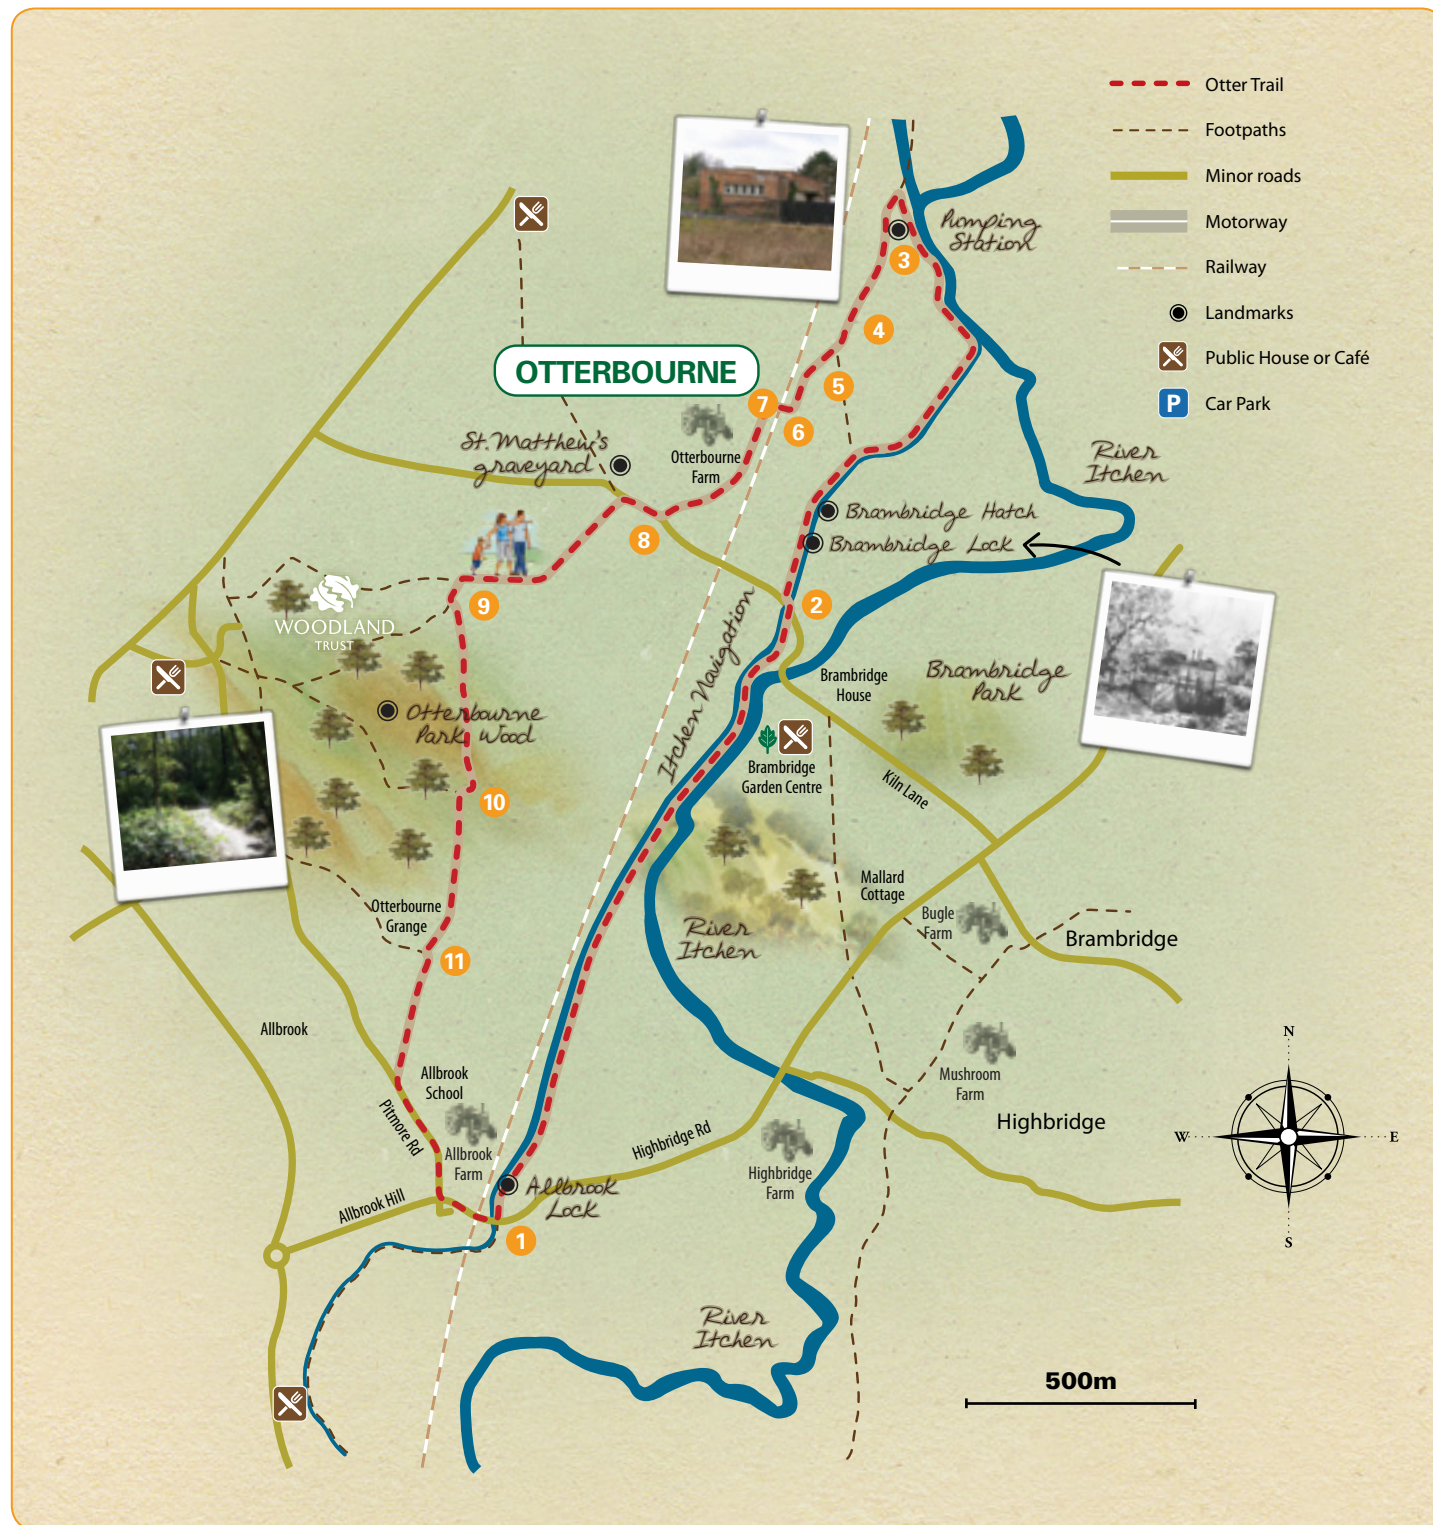 Otter Trail
Footpaths
Minor roads
Motorway
Railway
Landmarks
Public House or Café
P
Car Park
Pumping
Station
3
4
OTTERBOURNE
5
7
6
St. Matthew's
graveyard
Otterbourne
Farm
River
Itchen
Brambridge Hatch
8
Brambridge Lock
9
2
WOODLAND
TRUST
Itchen Navigation
Brambridge
House
Brambridge
Park
Otterbourne
Park Wood
Brambridge
Garden Centre
Kiln Lane
10
Mallard
Cottage
Otterbourne
Grange
Bugle
Farm
River
Itchen
Brambridge
11
Allbrook
Allbrook
School
Mushroom
Farm
Pitmore Rd
Highbridge
Highbridge Rd
Allbrook
Farm
Highbridge
Farm
Allbrook Hill
Allbrook
Lock
1
N
W
E
S
River
Itchen
500m